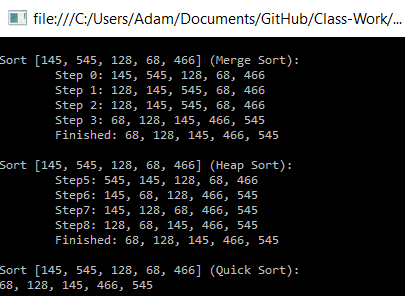 file:///C:/Users/Adam/Documents/GitHub/Class-Work/...
Sort [145, 545, 128, 68, 466] (Merge Sort):
Step 0: 145, 545, 128, 68, 466
Step 1: 128, 145, 545, 68, 466
Step 2: 128, 145, 545, 68, 466
Step 3: 68, 128, 145, 466, 545
Finished: 68, 128, 145, 466, 545
Sort [145, 545, 128, 68, 466] (Heap Sort):
Step5: 545, 145, 128, 68, 466
Step6: 145, 68, 128, 466, 545
Step7: 145, 128, 68, 466, 545
Step8: 128, 68, 145, 466, 545
Finished: 68, 128, 145, 466, 545
Sort [145, 545, 128, 68, 466] (Quick Sort):
68, 128, 145, 466, 545